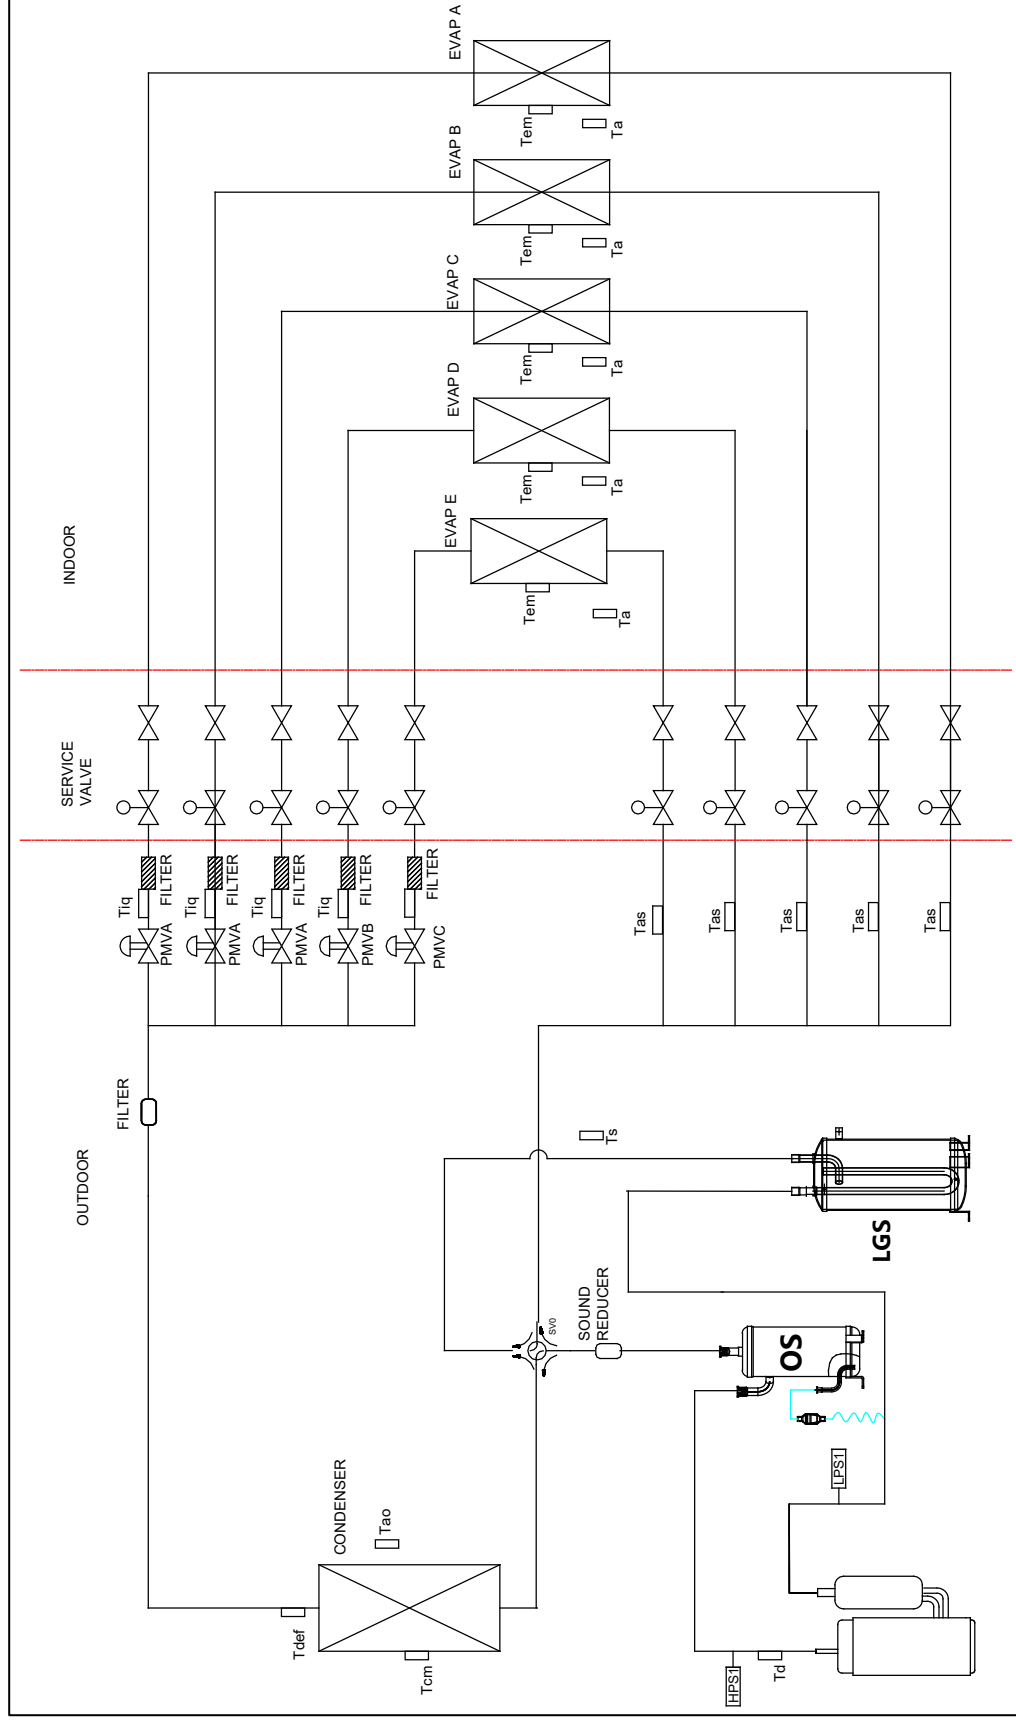 OUTDOOR
SERVICE
VALVE
INDOOR
FILTER
Tiq
PMVA
FILTER
Tiq
PMVA
FILTER
Tiq
PMVA
FILTER
Tiq
PMVB
FILTER
PMVC
FILTER
Tdef
CONDENSER
Tao
Tcm
EVAP E
EVAP D
EVAP C
EVAP B
EVAP A
Tem
Tem
Tem
Tem
Tem
Ta
Ta
Ta
Ta
Ta
SV0
SOUND
REDUCER
Ts
Tas
Tas
Tas
Tas
Tas
HPS1
Td
OS
LPS1
LGS